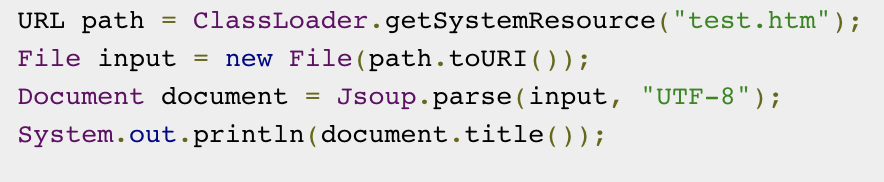 URL path = ClassLoader.getSystemResource("test.htm");
File input = new File(path.toURI());
Document document = Jsoup.parse(input, "UTF-8");
System.out.println(document.title());